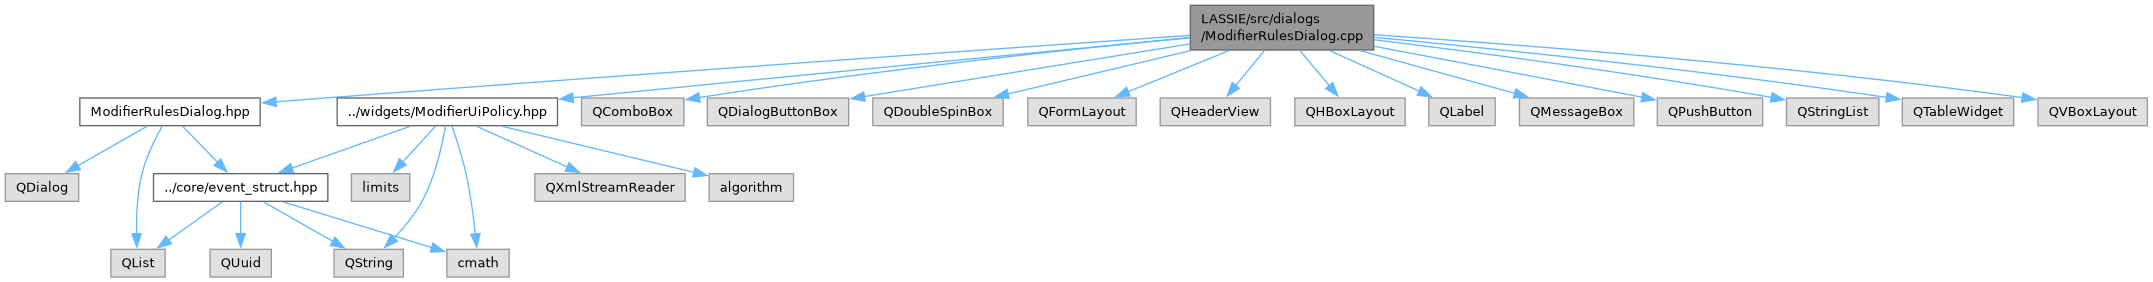 LASSIE/src/dialogs
/ModifierRulesDialog.cpp
ModifierRulesDialog.hpp
../widgets/ModifierUiPolicy.hpp
QComboBox
QDialogButtonBox
QDoubleSpinBox
QFormLayout
QHeaderView
QHBoxLayout
QLabel
QMessageBox
QPushButton
QStringList
QTableWidget
QVBoxLayout
QDialog
../core/event_struct.hpp
limits
QXmlStreamReader
algorithm
QList
QUuid
QString
cmath